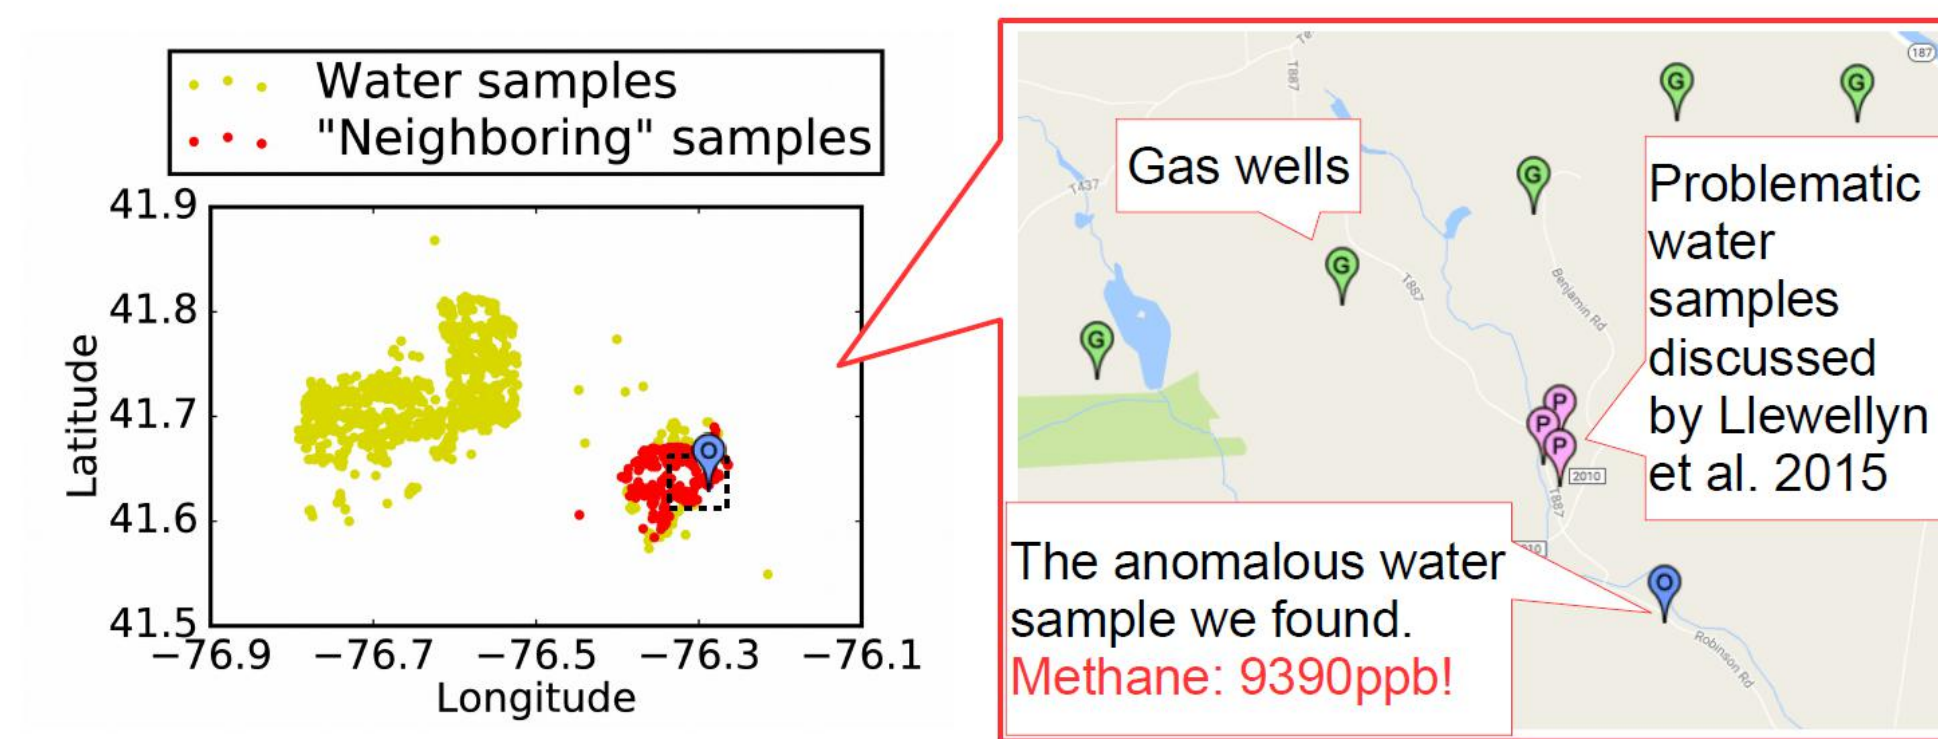 Water samples
"Neighboring" samples
41.9
41.8
41.7
41.6
41.5
Latitude
−76.9
−76.7
−76.5
−76.3
−76.1
Longitude
O
T887
187
G
G
Gas wells
T437
G
G
G
T887
Benjamin Rd
Problematic
water
samples
discussed
by Llewellyn
et al. 2015
P
P
P
2010
T887
The anomalous water
sample we found.
Methane: 9390ppb!
O
Robinson Rd